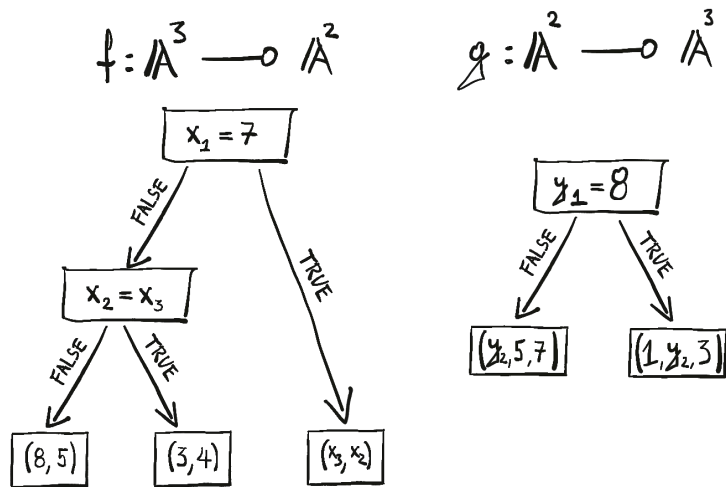 f : 𝔸³ ⊸ 𝔸²
x₁ = 7
FALSE
TRUE
x₂ = x₃
FALSE
TRUE
(8, 5)
(3, 4)
(x₃, x₂)
g : 𝔸² ⊸ 𝔸³
y₁ = 8
FALSE
TRUE
(y₂, 5, 7)
(1, y₂, 3)